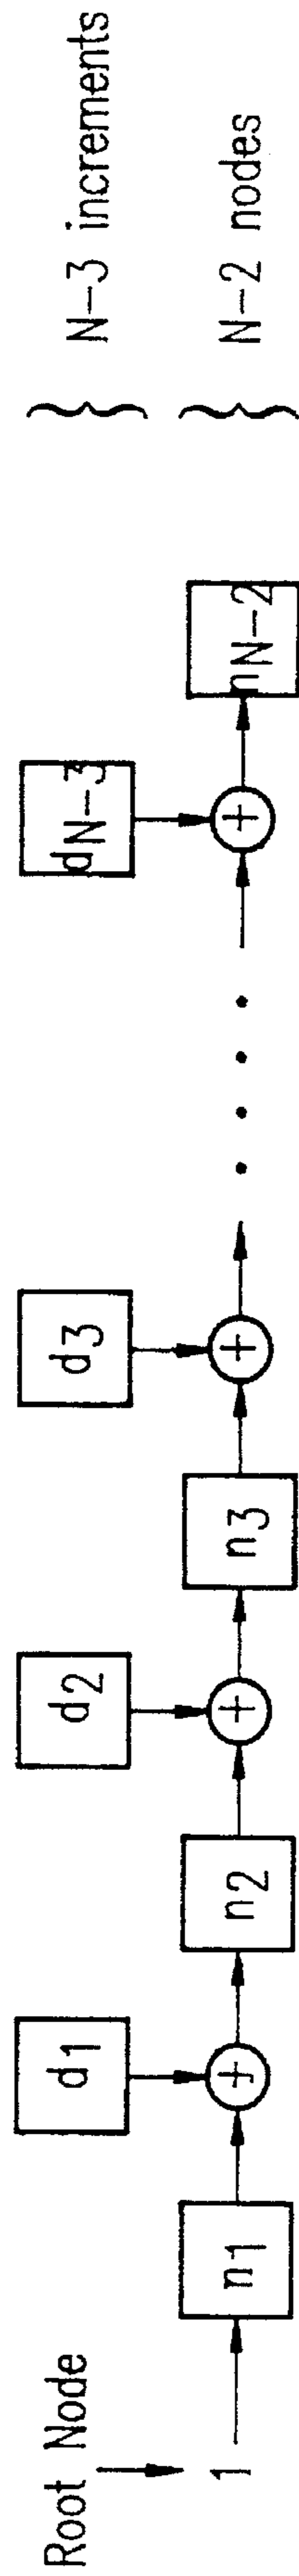 Root Node
d1 d2 d3 dN-3 } N-3 increments
1 n1 + n2 + n3 + . . . . + nN-2 } N-2 nodes